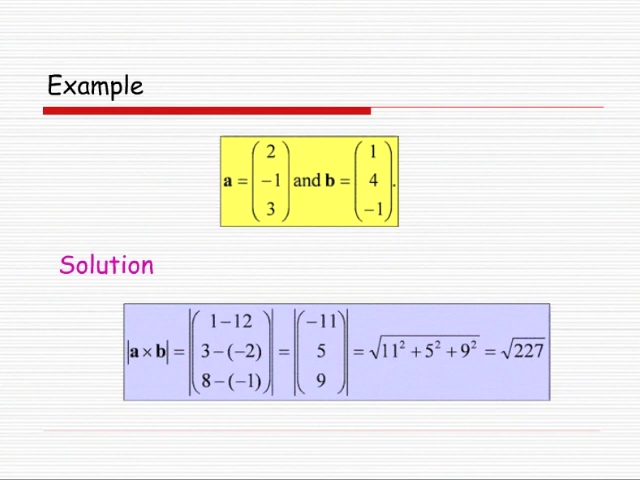 Example
a = (2 −1 3) and b = (1 4 −1).
Solution
|a × b| = |(1−12 3−(−2) 8−(−1))| = |(−11 5 9)| = √(11² + 5² + 9²) = √227